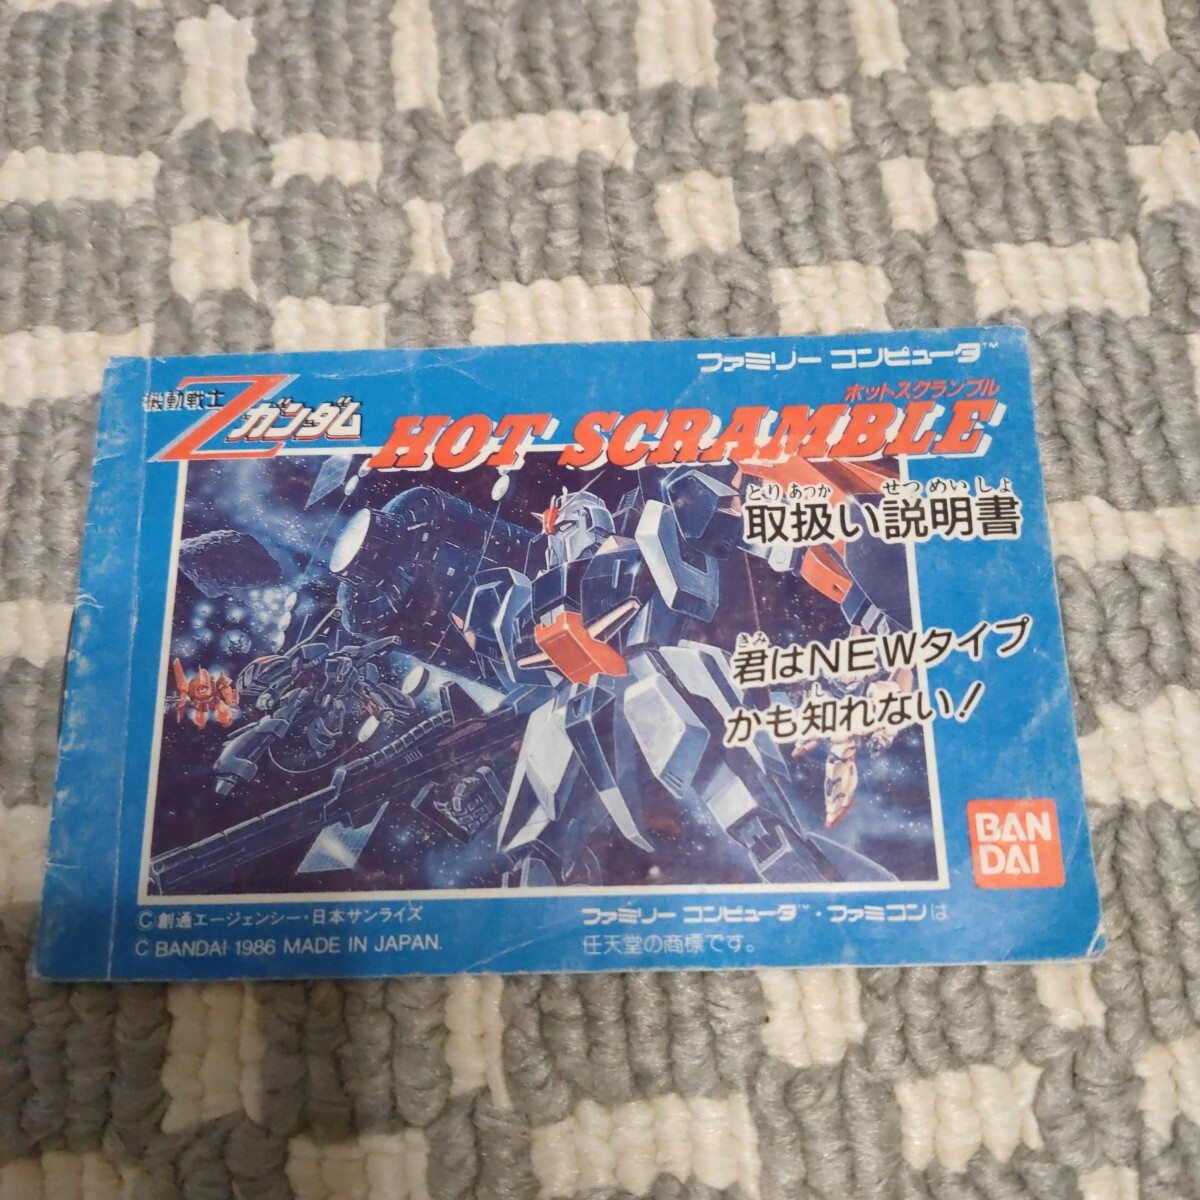 ファミリー コンピュータ™
機動戦士Zガンダム
ホットスクランブル
HOT SCRAMBLE
とりあつか せつめいしょ
取扱い説明書
きみ
君はNEWタイプ
し
かも知れない!
BAN
DAI
©創通エージェンシー・日本サンライズ
© BANDAI 1986 MADE IN JAPAN.
ファミリー コンピュータ™・ファミコンは
任天堂の商標です。